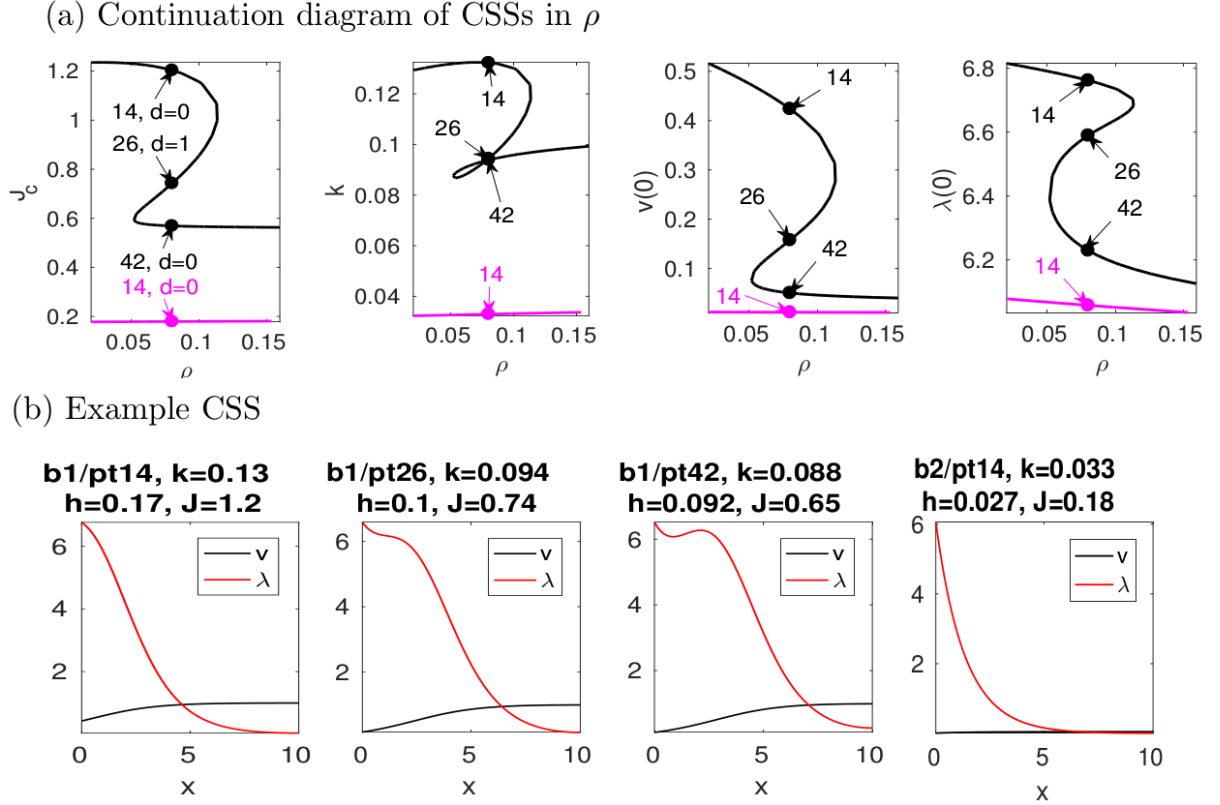 (a) Continuation diagram of CSSs in ρ
1.2
1
0.8
0.6
0.4
0.2
J_c
14, d=0
26, d=1
42, d=0
14, d=0
0.05 0.1 0.15
ρ
0.12
0.1
0.08
0.06
0.04
k
14
26
42
14
0.05 0.1 0.15
ρ
0.5
0.4
0.3
0.2
0.1
v(0)
14
26
42
14
0.05 0.1 0.15
ρ
6.8
6.6
6.4
6.2
λ(0)
14
26
42
14
0.05 0.1 0.15
ρ
(b) Example CSS
b1/pt14, k=0.13
h=0.17, J=1.2
6
4
2
v
λ
0 5 10
x
b1/pt26, k=0.094
h=0.1, J=0.74
6
4
2
v
λ
0 5 10
x
b1/pt42, k=0.088
h=0.092, J=0.65
6
4
2
v
λ
0 5 10
x
b2/pt14, k=0.033
h=0.027, J=0.18
6
4
2
v
λ
0 5 10
x